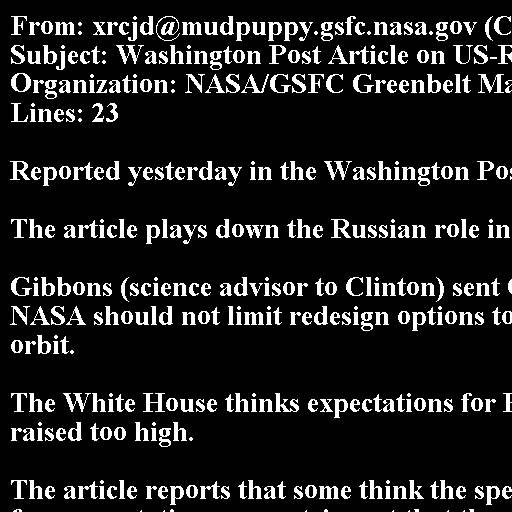 From: xrcjd@mudpuppy.gsfc.nasa.gov (C
Subject: Washington Post Article on US-R
Organization: NASA/GSFC Greenbelt Ma
Lines: 23
Reported yesterday in the Washington Pos
The article plays down the Russian role in
Gibbons (science advisor to Clinton) sent
NASA should not limit redesign options to
orbit.
The White House thinks expectations for
raised too high.
The article reports that some think the spe